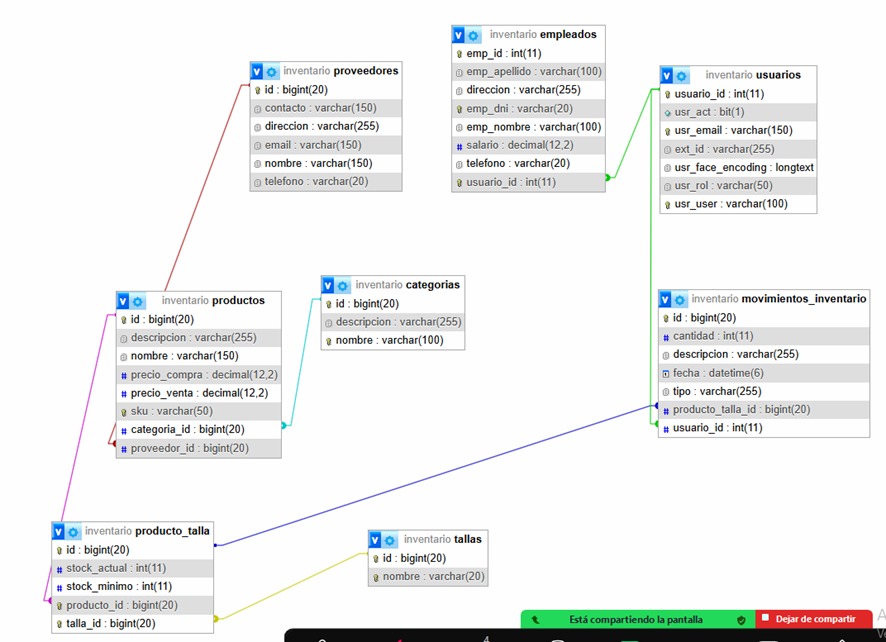 inventario empleados
emp_id : int(11)
emp_apellido : varchar(100)
direccion : varchar(255)
emp_dni : varchar(20)
emp_nombre : varchar(100)
salario : decimal(12,2)
telefono : varchar(20)
usuario_id : int(11)
inventario proveedores
id : bigint(20)
contacto : varchar(150)
direccion : varchar(255)
email : varchar(150)
nombre : varchar(150)
telefono : varchar(20)
inventario usuarios
usuario_id : int(11)
usr_act : bit(1)
usr_email : varchar(150)
ext_id : varchar(255)
usr_face_encoding : longtext
usr_rol : varchar(50)
usr_user : varchar(100)
inventario categorias
id : bigint(20)
descripcion : varchar(255)
nombre : varchar(100)
inventario productos
id : bigint(20)
descripcion : varchar(255)
nombre : varchar(150)
precio_compra : decimal(12,2)
precio_venta : decimal(12,2)
sku : varchar(50)
categoria_id : bigint(20)
proveedor_id : bigint(20)
inventario movimientos_inventario
id : bigint(20)
cantidad : int(11)
descripcion : varchar(255)
fecha : datetime(6)
tipo : varchar(255)
producto_talla_id : bigint(20)
usuario_id : int(11)
inventario producto_talla
id : bigint(20)
stock_actual : int(11)
stock_minimo : int(11)
producto_id : bigint(20)
talla_id : bigint(20)
inventario tallas
id : bigint(20)
nombre : varchar(20)
Está compartiendo la pantalla
Dejar de compartir